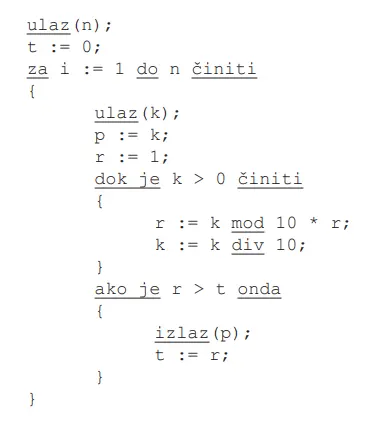 ulaz(n);
t := 0;
za i := 1 do n činiti
{
ulaz(k);
p := k;
r := 1;
dok je k > 0 činiti
{
r := k mod 10 * r;
k := k div 10;
}
ako je r > t onda
{
izlaz(p);
t := r;
}
}